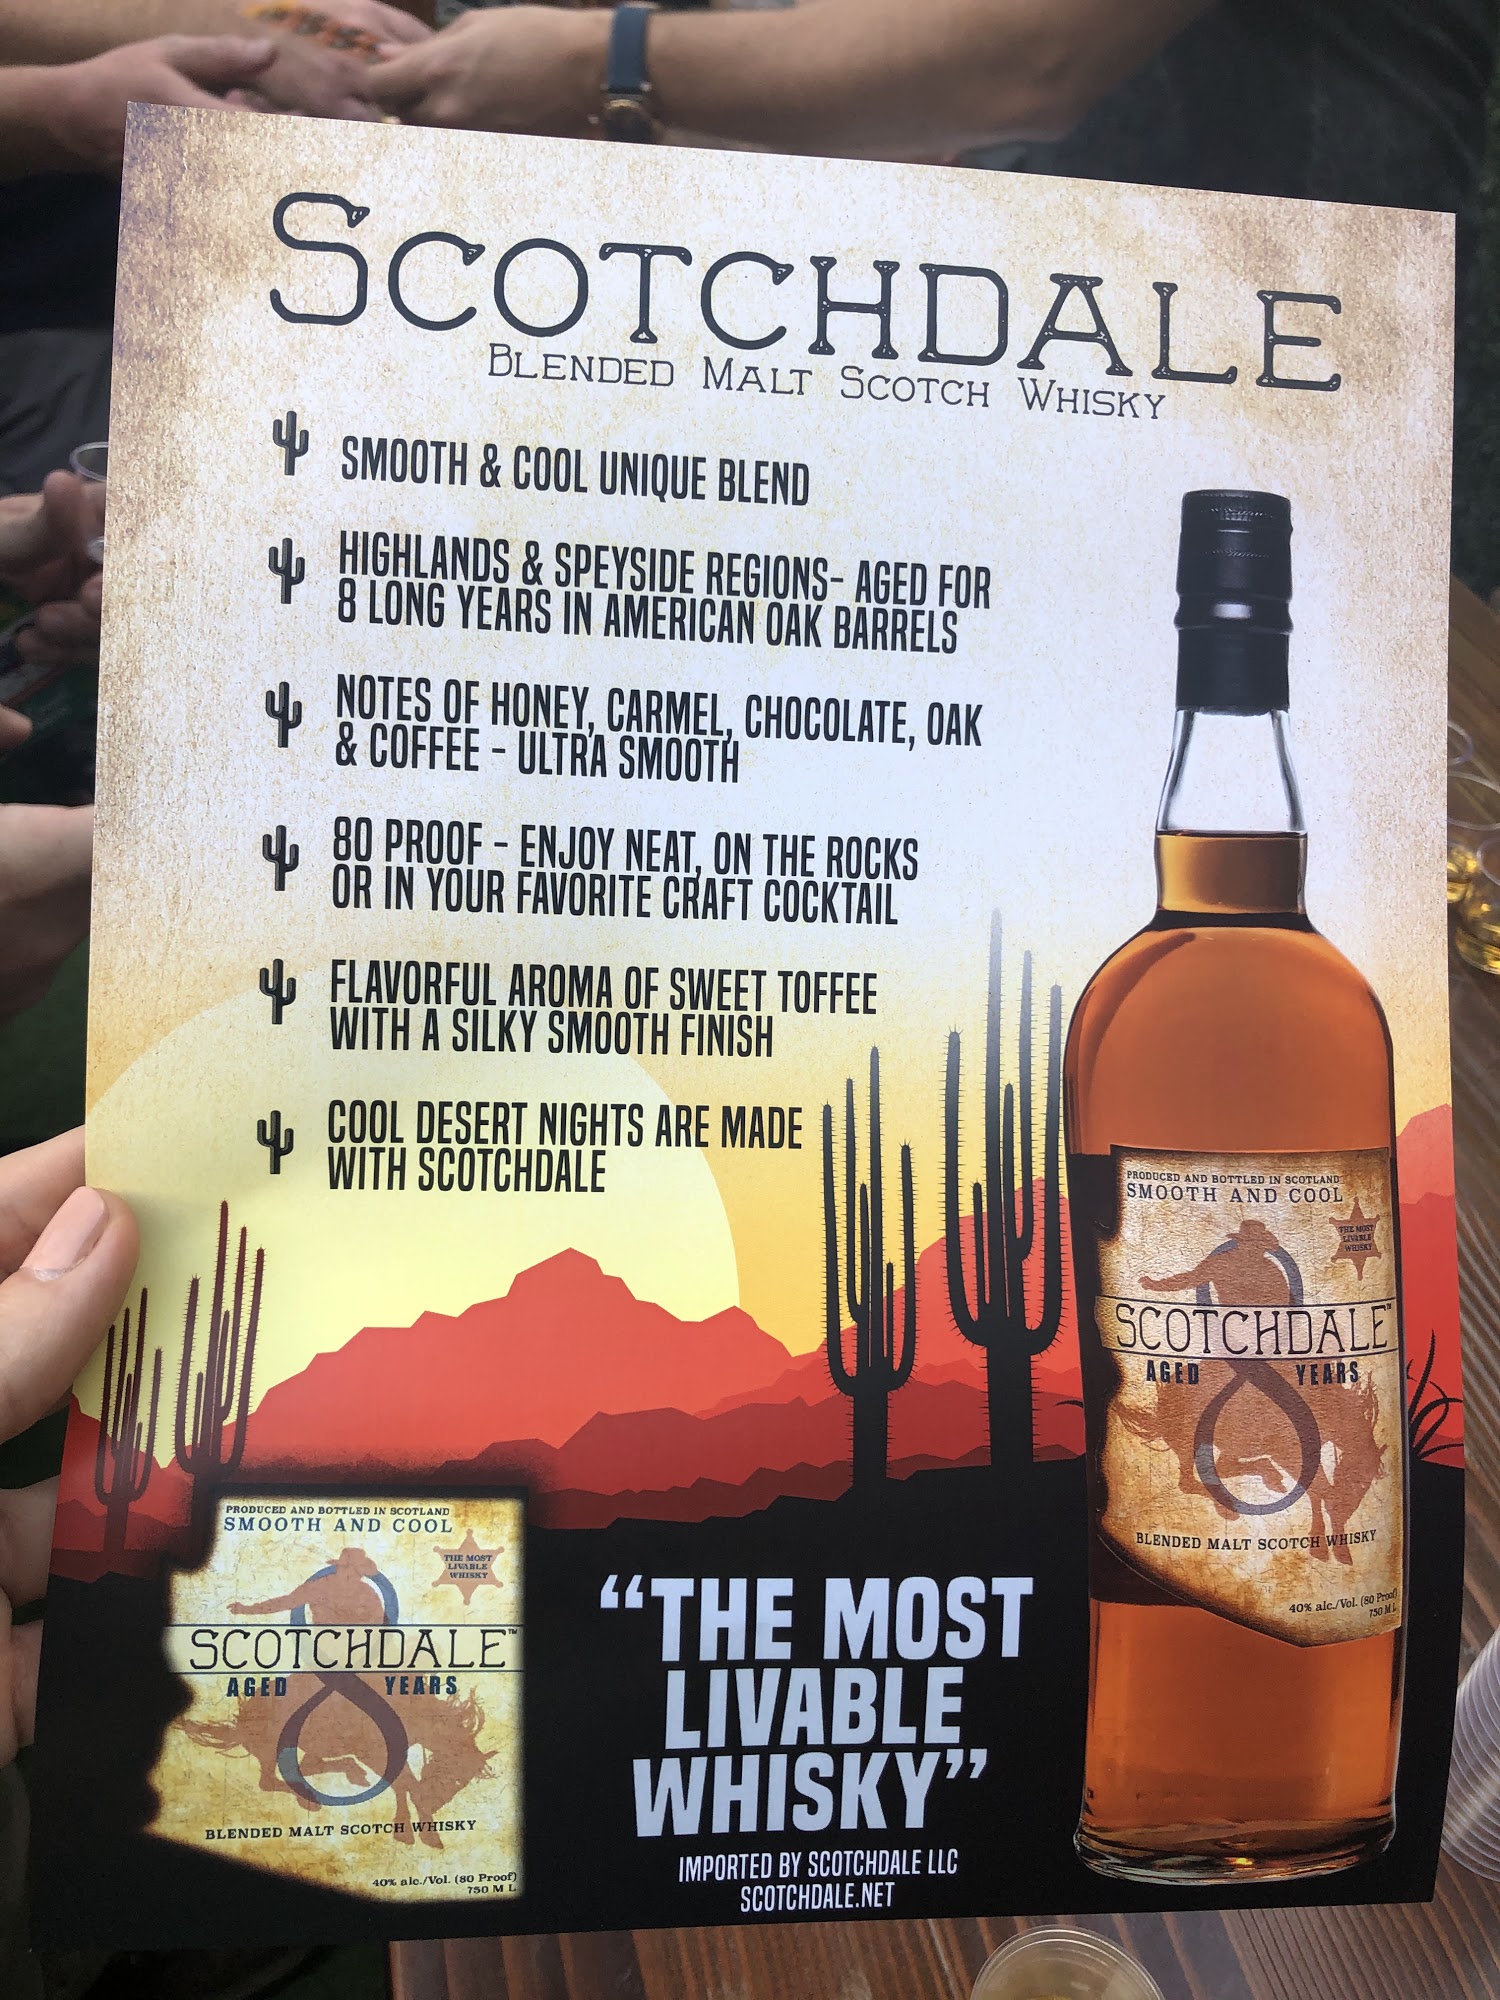 SCOTCHDALE
BLENDED MALT SCOTCH WHISKY
SMOOTH & COOL UNIQUE BLEND
HIGHLANDS & SPEYSIDE REGIONS- AGED FOR
8 LONG YEARS IN AMERICAN OAK BARRELS
NOTES OF HONEY, CARMEL, CHOCOLATE, OAK
& COFFEE - ULTRA SMOOTH
80 PROOF - ENJOY NEAT, ON THE ROCKS
OR IN YOUR FAVORITE CRAFT COCKTAIL
FLAVORFUL AROMA OF SWEET TOFFEE
WITH A SILKY SMOOTH FINISH
COOL DESERT NIGHTS ARE MADE
WITH SCOTCHDALE
PRODUCED AND BOTTLED IN SCOTLAND
SMOOTH AND COOL
THE MOST
LIVABLE
WHISKY
SCOTCHDALE™
AGED 8 YEARS
BLENDED MALT SCOTCH WHISKY
40% alc./Vol. (80 Proof)
750 ML
PRODUCED AND BOTTLED IN SCOTLAND
SMOOTH AND COOL
THE MOST
LIVABLE
WHISKY
SCOTCHDALE™
AGED 8 YEARS
BLENDED MALT SCOTCH WHISKY
40% alc./Vol. (80 Proof)
750 ML
"THE MOST
LIVABLE
WHISKY"
IMPORTED BY SCOTCHDALE LLC
SCOTCHDALE.NET